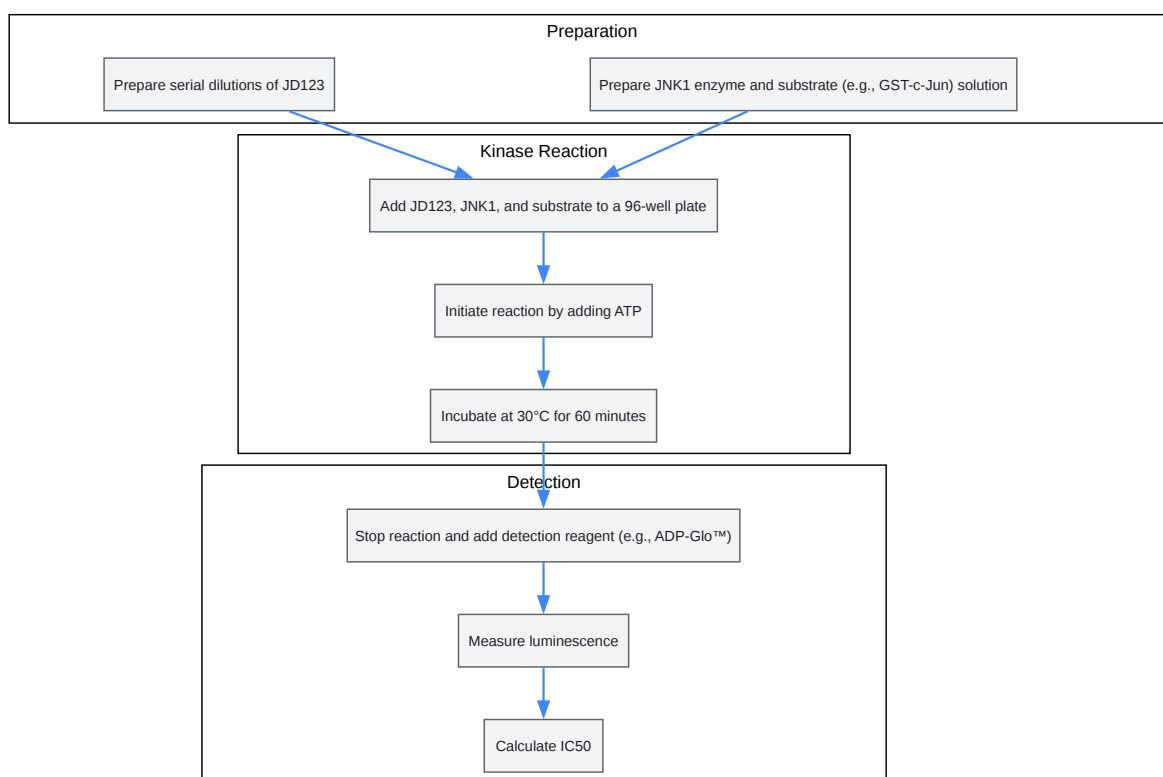 Preparation
Prepare serial dilutions of JD123
Prepare JNK1 enzyme and substrate (e.g., GST-c-Jun) solution
Kinase Reaction
Add JD123, JNK1, and substrate to a 96-well plate
Initiate reaction by adding ATP
Incubate at 30°C for 60 minutes
Detection
Stop reaction and add detection reagent (e.g., ADP-Glo™)
Measure luminescence
Calculate IC50